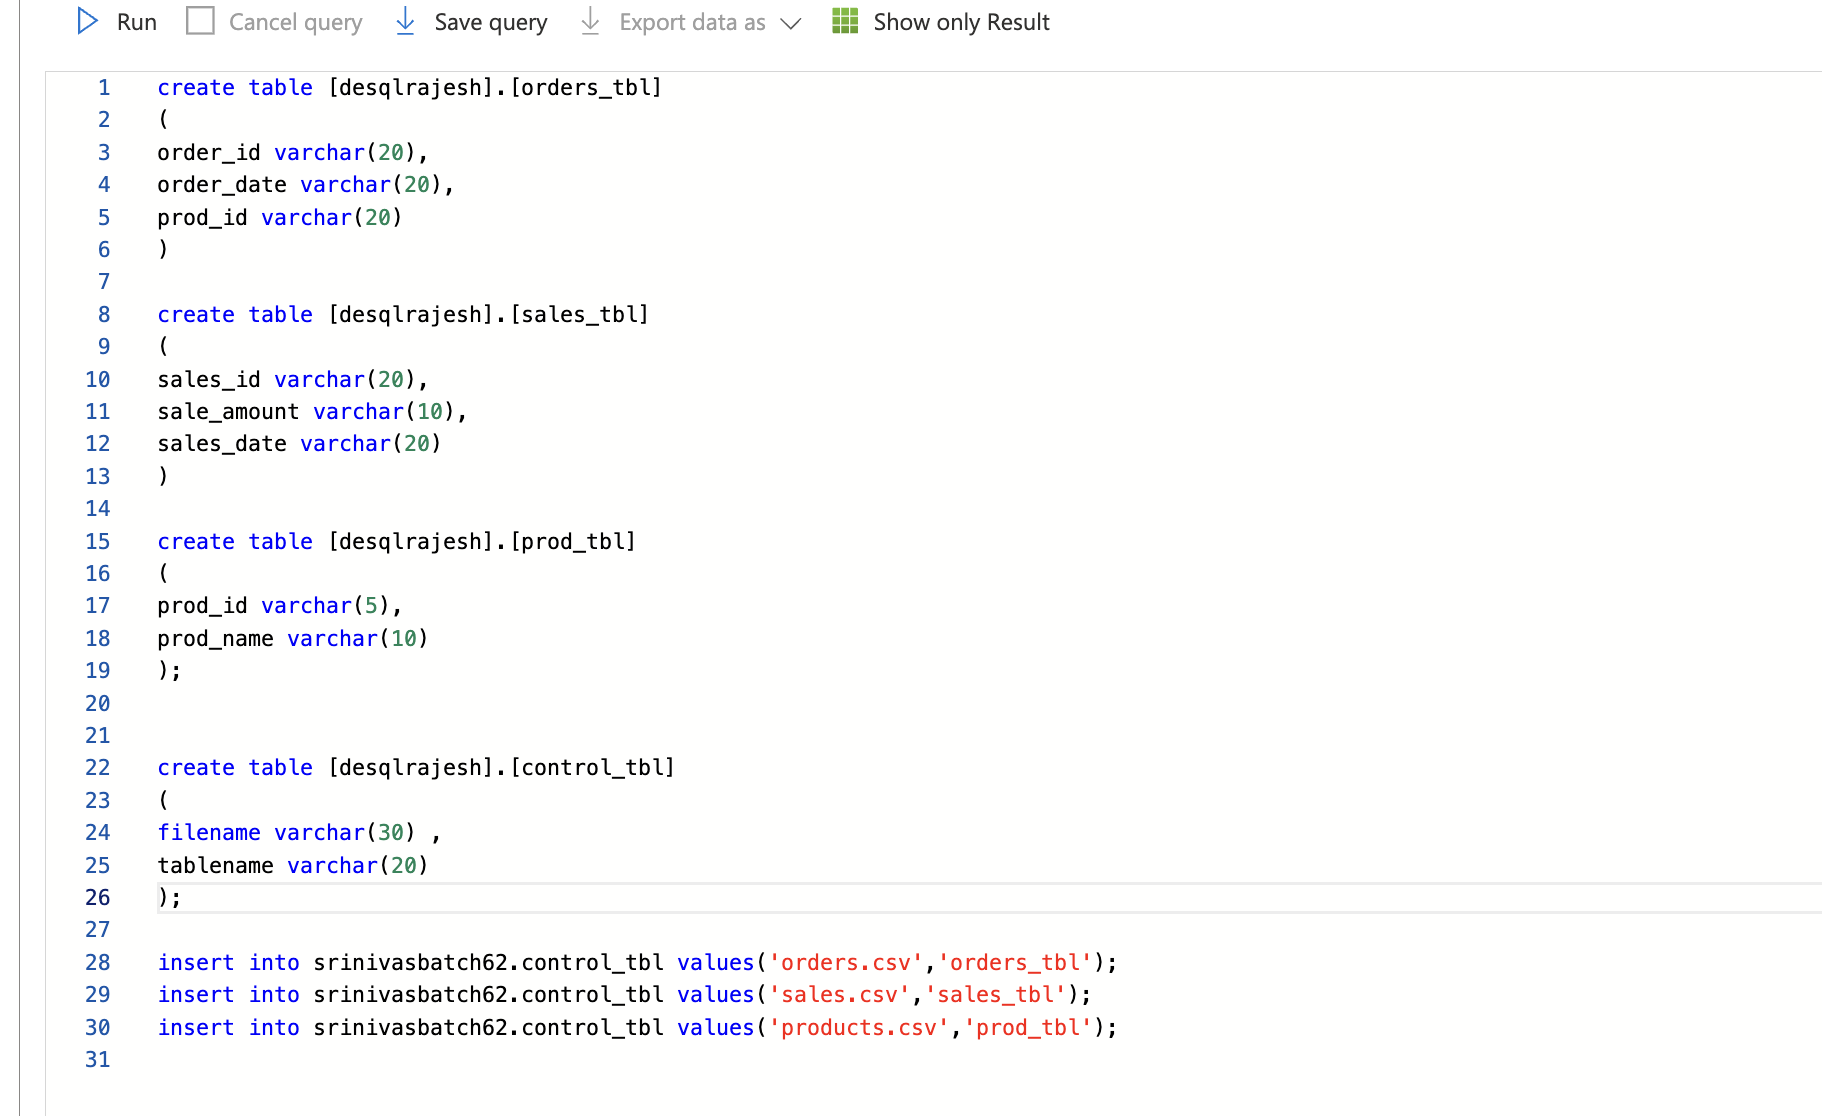 Run Cancel query Save query Export data as Show only Result
1 create table [desqlrajesh].[orders_tbl]
2 (
3 order_id varchar(20),
4 order_date varchar(20),
5 prod_id varchar(20)
6 )
7
8 create table [desqlrajesh].[sales_tbl]
9 (
10 sales_id varchar(20),
11 sale_amount varchar(10),
12 sales_date varchar(20)
13 )
14
15 create table [desqlrajesh].[prod_tbl]
16 (
17 prod_id varchar(5),
18 prod_name varchar(10)
19 );
20
21
22 create table [desqlrajesh].[control_tbl]
23 (
24 filename varchar(30) ,
25 tablename varchar(20)
26 );
27
28 insert into srinivasbatch62.control_tbl values('orders.csv','orders_tbl');
29 insert into srinivasbatch62.control_tbl values('sales.csv','sales_tbl');
30 insert into srinivasbatch62.control_tbl values('products.csv','prod_tbl');
31